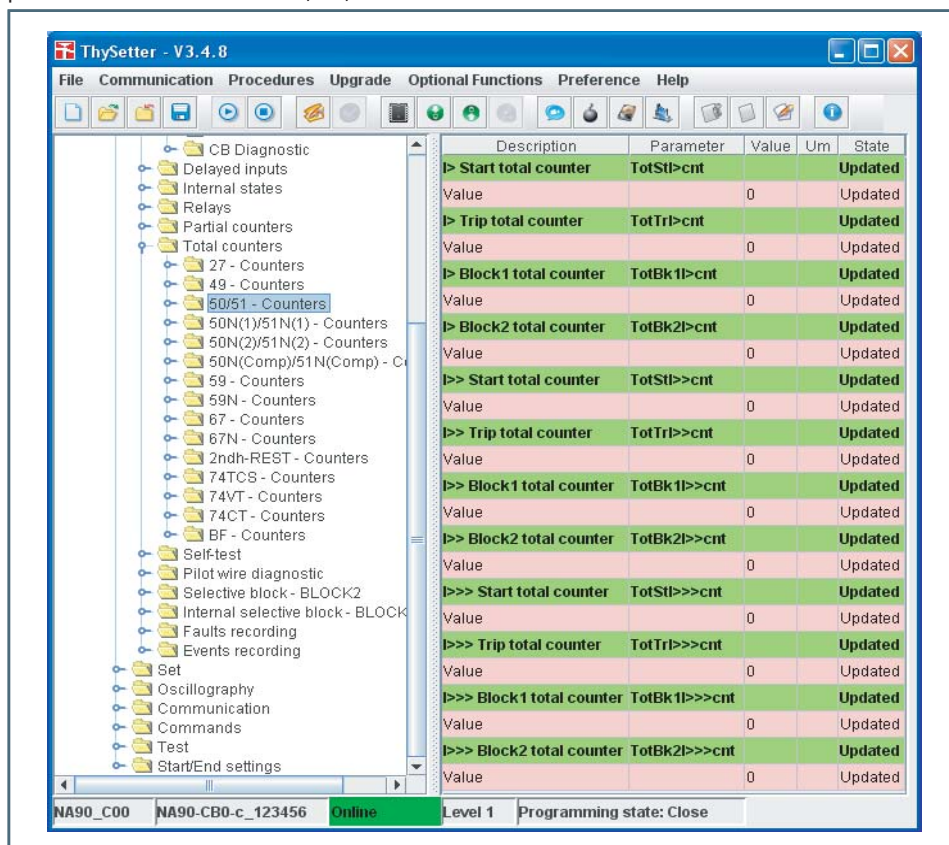 ThySetter - V3.4.8
File Communication Procedures Upgrade Optional Functions Preference Help
CB Diagnostic
Delayed inputs
Internal states
Relays
Partial counters
Total counters
27 - Counters
49 - Counters
50/51 - Counters
50N(1)/51N(1) - Counters
50N(2)/51N(2) - Counters
50N(Comp)/51N(Comp) - Co
59 - Counters
59N - Counters
67 - Counters
67N - Counters
2ndh-REST - Counters
74TCS - Counters
74VT - Counters
74CT - Counters
BF - Counters
Self-test
Pilot wire diagnostic
Selective block - BLOCK2
Internal selective block - BLOCK
Faults recording
Events recording
Set
Oscillography
Communication
Commands
Test
Start/End settings
Description Parameter Value Um State
I> Start total counter TotStI>cnt Updated
Value 0 Updated
I> Trip total counter TotTrI>cnt Updated
Value 0 Updated
I> Block1 total counter TotBk1I>cnt Updated
Value 0 Updated
I> Block2 total counter TotBk2I>cnt Updated
Value 0 Updated
I>> Start total counter TotStI>>cnt Updated
Value 0 Updated
I>> Trip total counter TotTrI>>cnt Updated
Value 0 Updated
I>> Block1 total counter TotBk1I>>cnt Updated
Value 0 Updated
I>> Block2 total counter TotBk2I>>cnt Updated
Value 0 Updated
I>>> Start total counter TotStI>>>cnt Updated
Value 0 Updated
I>>> Trip total counter TotTrI>>>cnt Updated
Value 0 Updated
I>>> Block1 total counter TotBk1I>>>cnt Updated
Value 0 Updated
I>>> Block2 total counter TotBk2I>>>cnt Updated
Value 0 Updated
NA90_C00 NA90-CB0-c_123456 Online Level 1 Programming state: Close